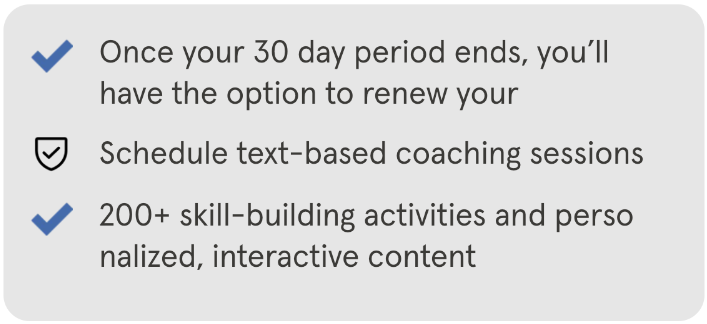 Once your 30 day period ends, you’ll
have the option to renew your
Schedule text-based coaching sessions
200+ skill-building activities and perso
nalized, interactive content